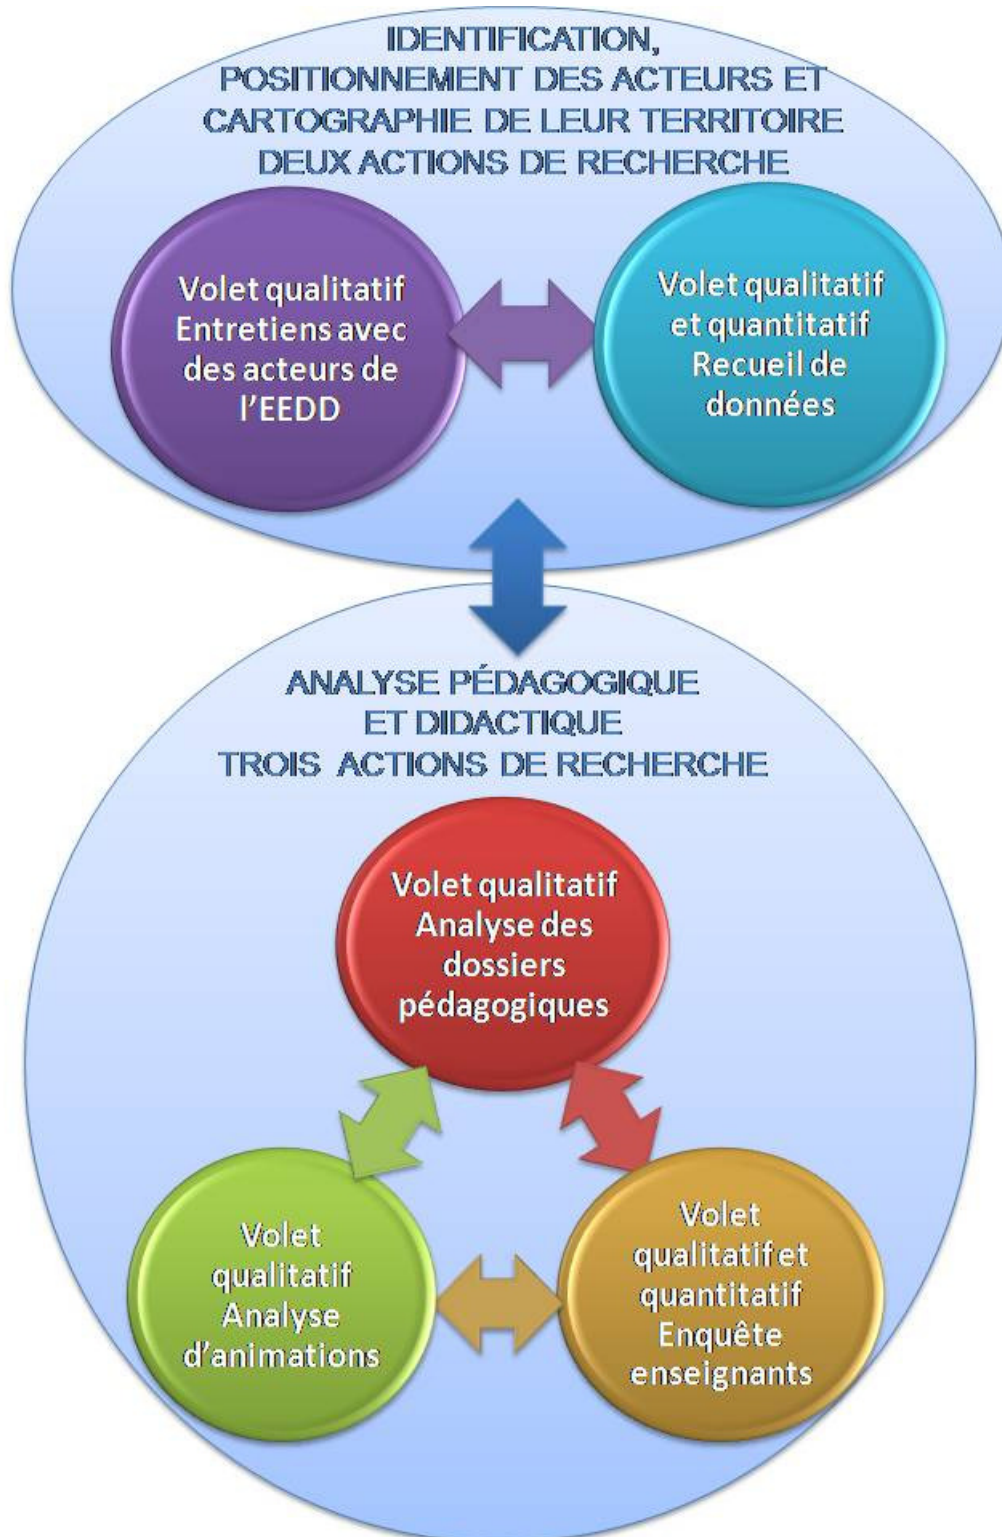 IDENTIFICATION,
POSITIONNEMENT DES ACTEURS ET
CARTOGRAPHIE DE LEUR TERRITOIRE
DEUX ACTIONS DE RECHERCHE
Volet qualitatif
Entretiens avec
des acteurs de
l'EEDD
Volet qualitatif
et quantitatif
Recueil de
données
ANALYSE PÉDAGOGIQUE
ET DIDACTIQUE
TROIS ACTIONS DE RECHERCHE
Volet qualitatif
Analyse des
dossiers
pédagogiques
Volet
qualitatif
Analyse
d'animations
Volet
qualitatif et
quantitatif
Enquête
enseignants